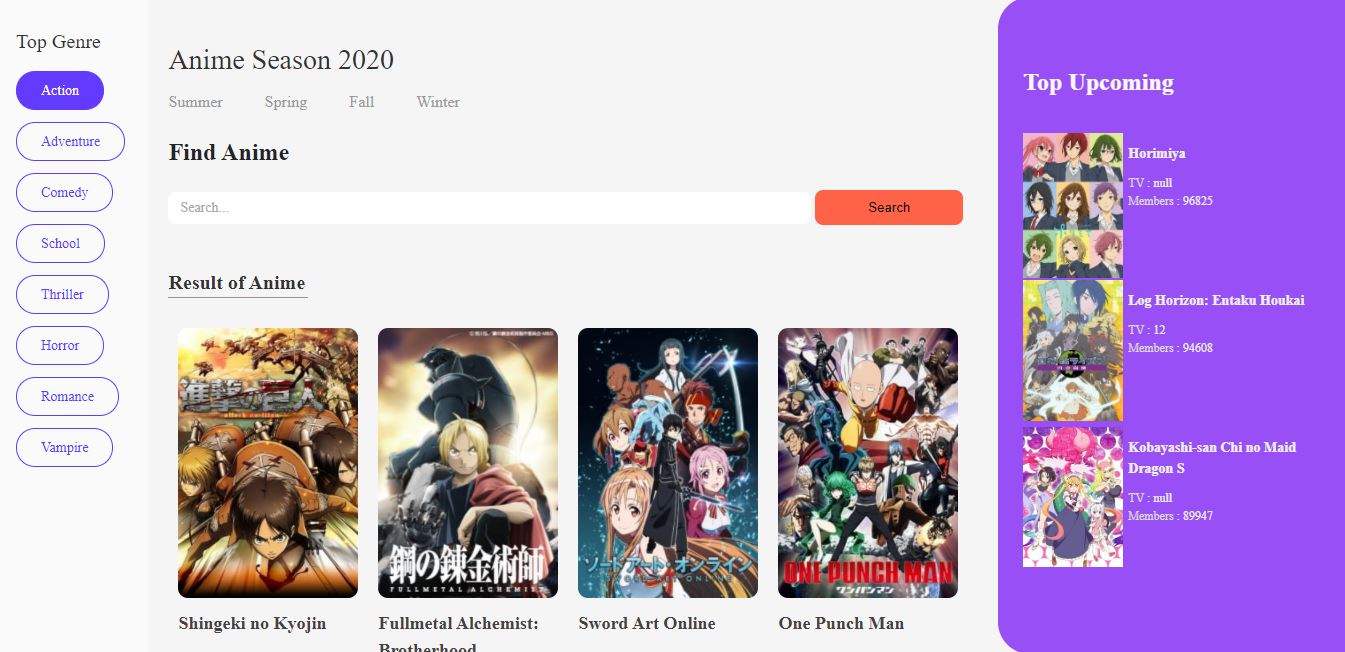 Top Genre
Action
Adventure
Comedy
School
Thriller
Horror
Romance
Vampire
Anime Season 2020
Summer Spring Fall Winter
Find Anime
Search... Search
Result of Anime
進撃の巨人
attack on titan
鋼の錬金術師
FULLMETAL ALCHEMIST
ソードアート・オンライン
SWORD ART ONLINE
ONE PUNCH MAN
ワンパンマン
Shingeki no Kyojin
Fullmetal Alchemist:
Brotherhood
Sword Art Online
One Punch Man
Top Upcoming
Horimiya
TV : null
Members : 96825
Log Horizon: Entaku Houkai
TV : 12
Members : 94608
Kobayashi-san Chi no Maid
Dragon S
TV : null
Members : 89947